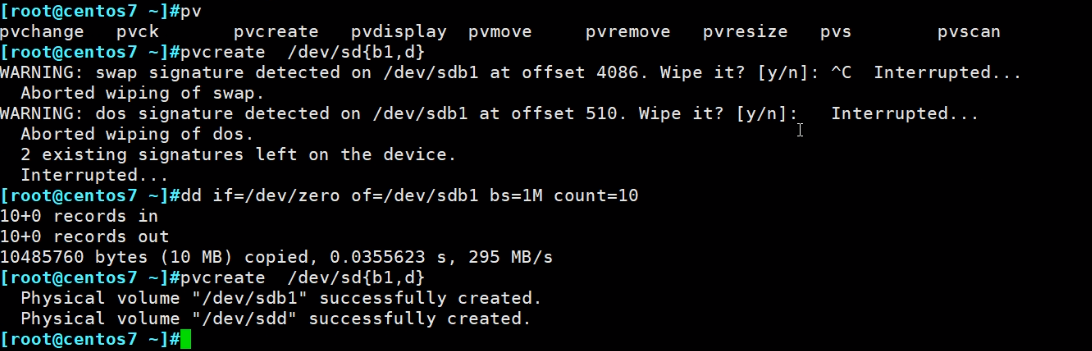 [root@centos7 ~]#pv
pvchange   pvck       pvcreate   pvdisplay  pvmove     pvremove   pvresize   pvs        pvscan
[root@centos7 ~]#pvcreate  /dev/sd{b1,d}
WARNING: swap signature detected on /dev/sdb1 at offset 4086. Wipe it? [y/n]: ^C  Interrupted...
  Aborted wiping of swap.
WARNING: dos signature detected on /dev/sdb1 at offset 510. Wipe it? [y/n]:   Interrupted...
  Aborted wiping of dos.
  2 existing signatures left on the device.
  Interrupted...
[root@centos7 ~]#dd if=/dev/zero of=/dev/sdb1 bs=1M count=10
10+0 records in
10+0 records out
10485760 bytes (10 MB) copied, 0.0355623 s, 295 MB/s
[root@centos7 ~]#pvcreate  /dev/sd{b1,d}
  Physical volume "/dev/sdb1" successfully created.
  Physical volume "/dev/sdd" successfully created.
[root@centos7 ~]#